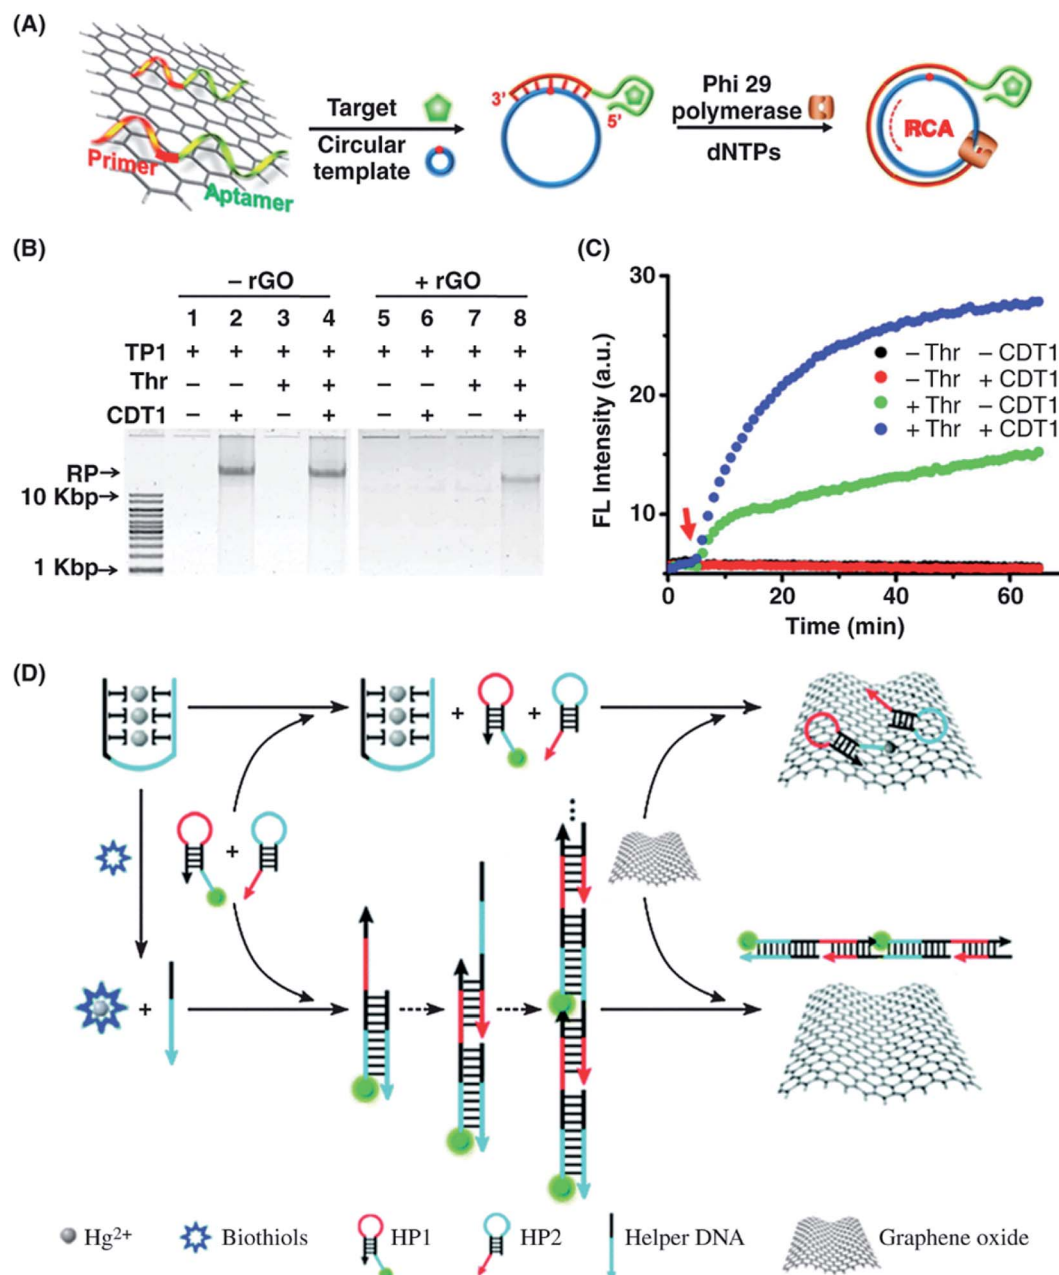 (A)
Primer
Aptamer
Target
Circular
template
3'
5'
Phi 29
polymerase
dNTPs
RCA
(B)
– rGO + rGO
1 2 3 4 5 6 7 8
TP1 + + + + + + + +
Thr – – + + – – + +
CDT1 – + – + – + – +
RP→
10 Kbp→
1 Kbp→
(C)
FL Intensity (a.u.)
30
20
10
0 20 40 60
Time (min)
– Thr – CDT1
– Thr + CDT1
+ Thr – CDT1
+ Thr + CDT1
(D)
+ +
+
+
Hg2+ Biothiols HP1 HP2 Helper DNA Graphene oxide